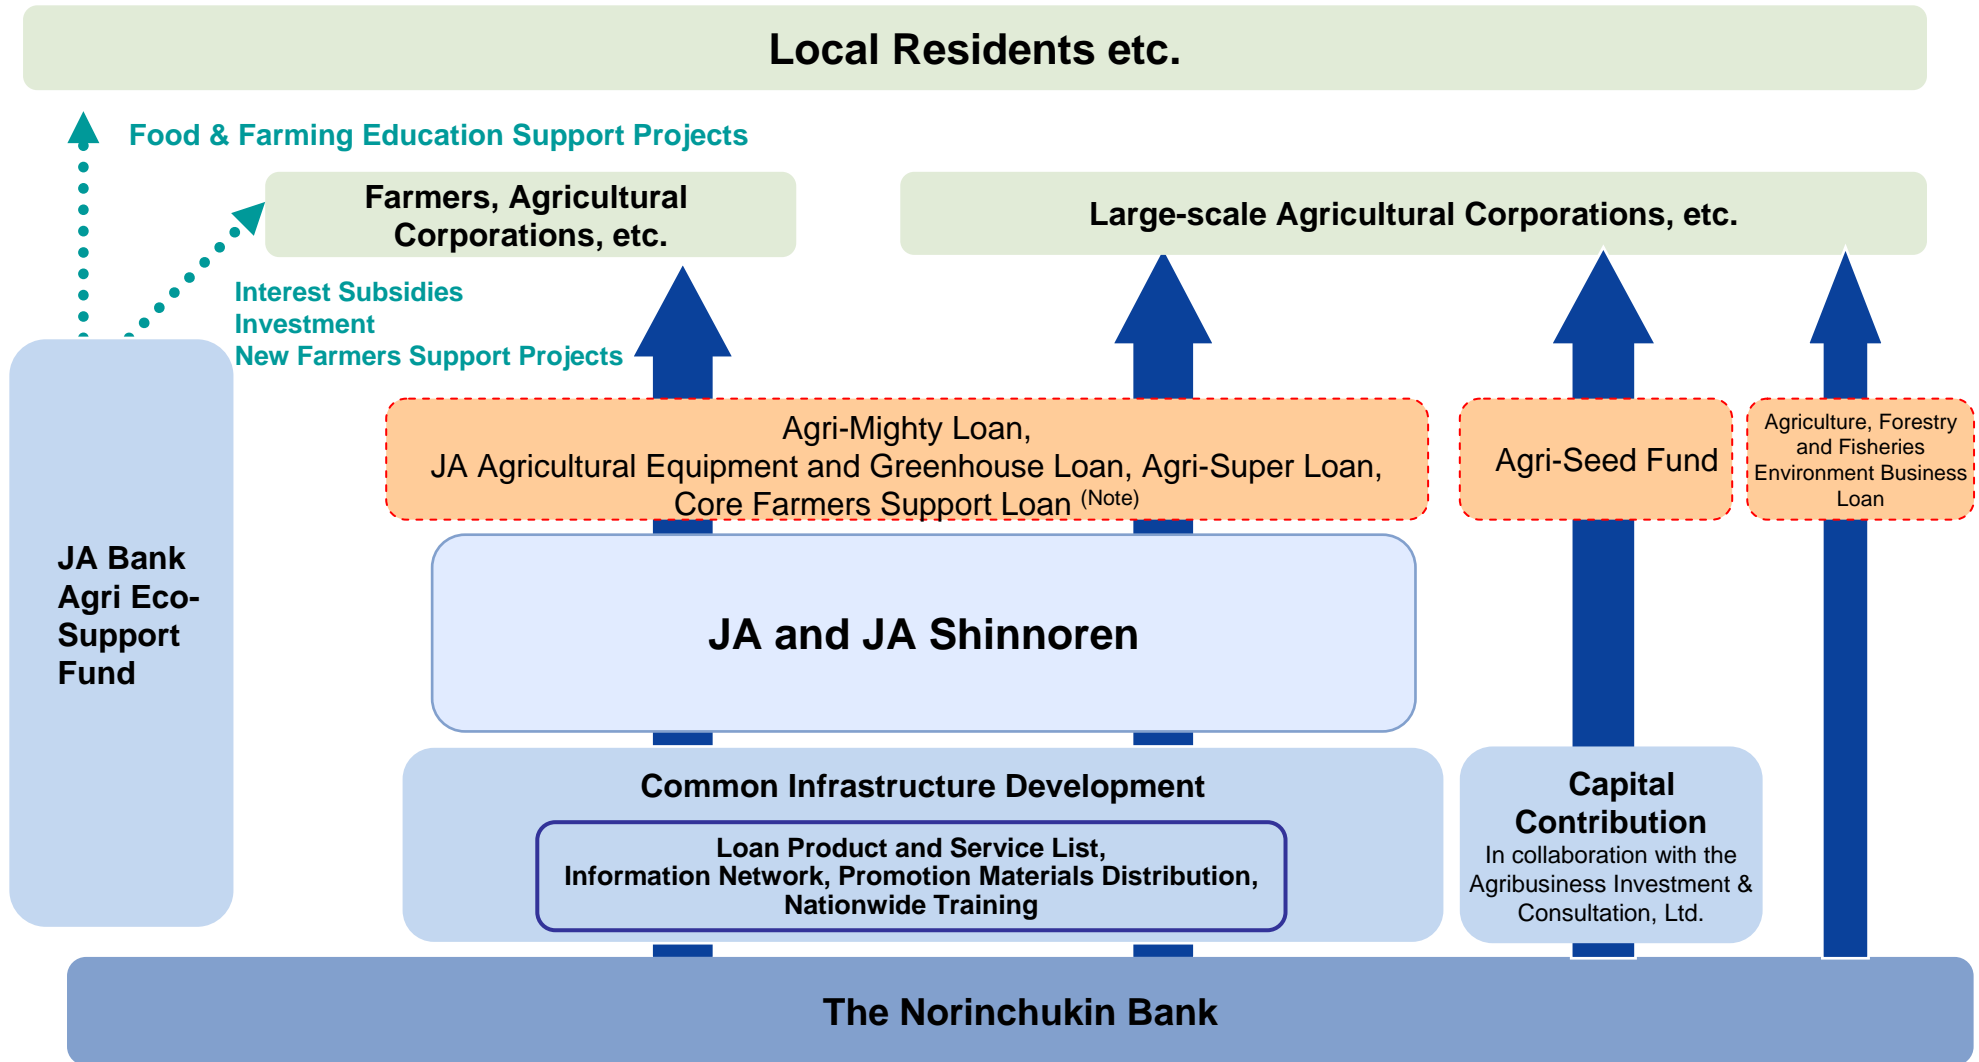 Local Residents etc.
Food & Farming Education Support Projects
Farmers, Agricultural
Corporations, etc.
Large-scale Agricultural Corporations, etc.
Interest Subsidies
Investment
New Farmers Support Projects
Agri-Mighty Loan,
JA Agricultural Equipment and Greenhouse Loan, Agri-Super Loan,
Core Farmers Support Loan (Note)
Agri-Seed Fund
Agriculture, Forestry
and Fisheries
Environment Business
Loan
JA Bank
Agri Eco-
Support
Fund
JA and JA Shinnoren
Common Infrastructure Development
Loan Product and Service List,
Information Network, Promotion Materials Distribution,
Nationwide Training
Capital
Contribution
In collaboration with the
Agribusiness Investment &
Consultation, Ltd.
The Norinchukin Bank